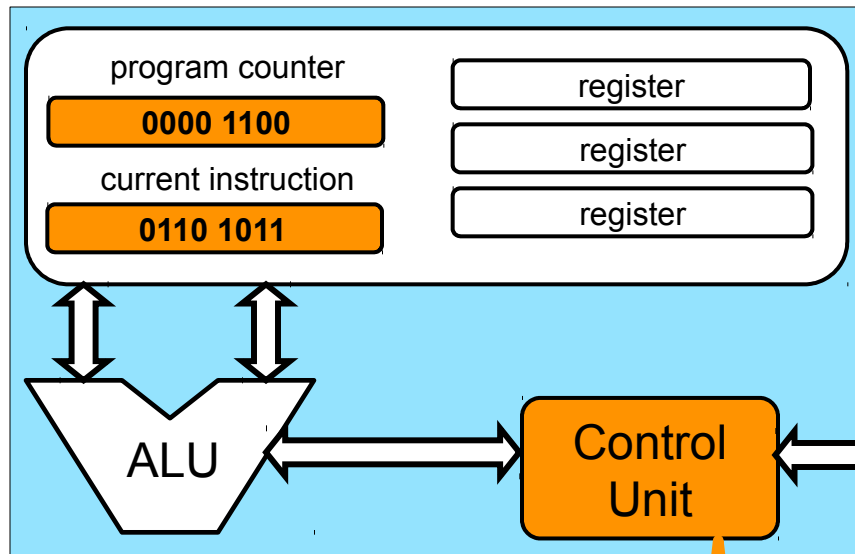 program counter
0000 1100
current instruction
0110 1011
register
register
register
ALU
Control
Unit